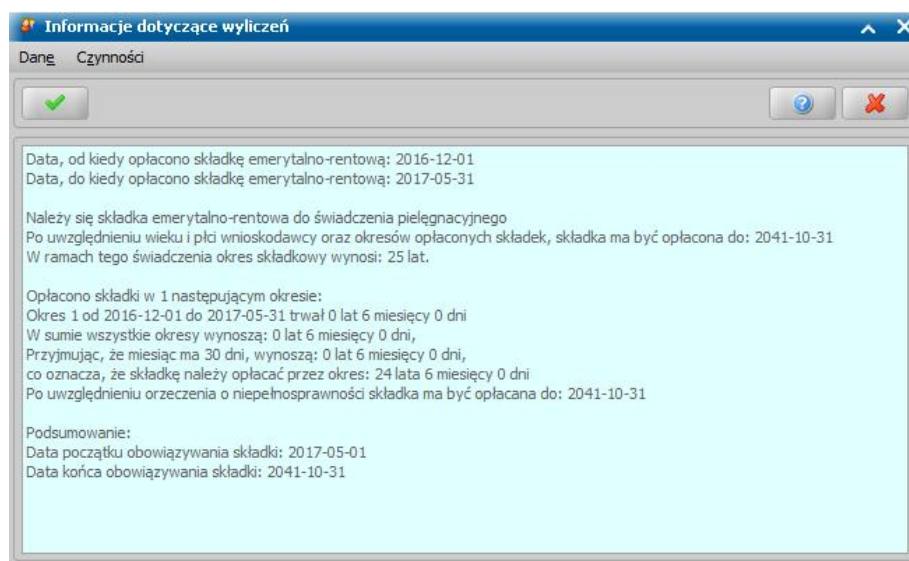 Informacje dotyczące wyliczeń
Dane Czynności
Data, od kiedy opłacono składkę emerytalno-rentową: 2016-12-01
Data, do kiedy opłacono składkę emerytalno-rentową: 2017-05-31
Należy się składka emerytalno-rentowa do świadczenia pielęgnacyjnego
Po uwzględnieniu wieku i płci wnioskodawcy oraz okresów opłaconych składek, składka ma być opłacona do: 2041-10-31
W ramach tego świadczenia okres składkowy wynosi: 25 lat.
Opłacono składki w 1 następującym okresie:
Okres 1 od 2016-12-01 do 2017-05-31 trwał 0 lat 6 miesięcy 0 dni
W sumie wszystkie okresy wynoszą: 0 lat 6 miesięcy 0 dni,
Przyjmując, że miesiąc ma 30 dni, wynoszą: 0 lat 6 miesięcy 0 dni,
co oznacza, że składkę należy opłacać przez okres: 24 lata 6 miesięcy 0 dni
Po uwzględnieniu orzeczenia o niepełnosprawności składka ma być opłacana do: 2041-10-31
Podsumowanie:
Data początku obowiązywania składki: 2017-05-01
Data końca obowiązywania składki: 2041-10-31